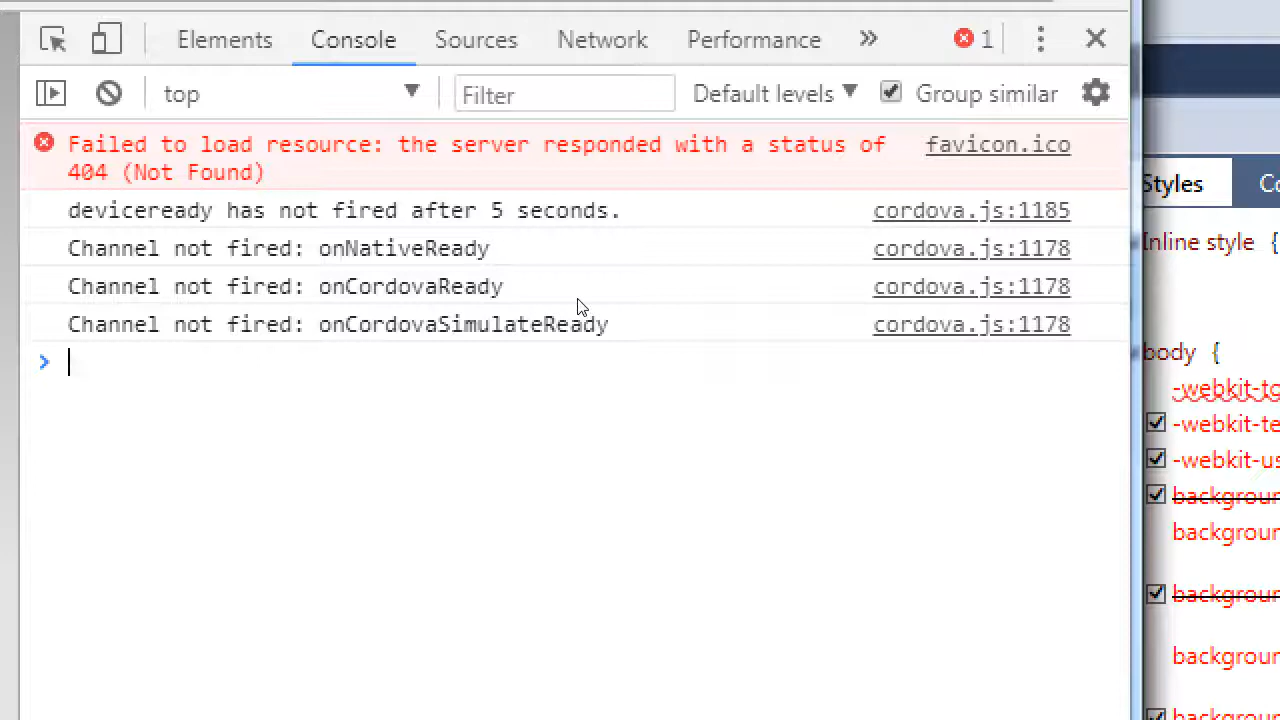 Elements Console Sources Network Performance » 1
top Filter Default levels Group similar
Failed to load resource: the server responded with a status of favicon.ico
404 (Not Found)
deviceready has not fired after 5 seconds. cordova.js:1185
Channel not fired: onNativeReady cordova.js:1178
Channel not fired: onCordovaReady cordova.js:1178
Channel not fired: onCordovaSimulateReady cordova.js:1178
>
Styles
Inline style {
body {